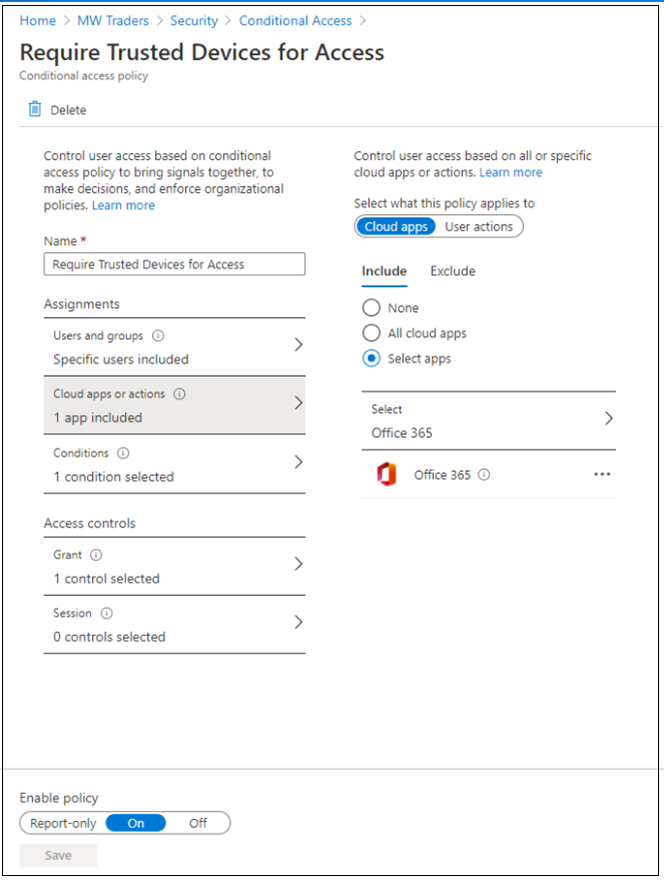 Home > MW Traders > Security > Conditional Access >
Require Trusted Devices for Access
Conditional access policy
Delete
Control user access based on conditional
access policy to bring signals together, to
make decisions, and enforce organizational
policies. Learn more
Name *
Require Trusted Devices for Access
Assignments
Users and groups
Specific users included
Cloud apps or actions
1 app included
Conditions
1 condition selected
Access controls
Grant
1 control selected
Session
0 controls selected
Control user access based on all or specific
cloud apps or actions. Learn more
Select what this policy applies to
Cloud apps User actions
Include Exclude
None
All cloud apps
Select apps
Select
Office 365
Office 365
Enable policy
Report-only On Off
Save